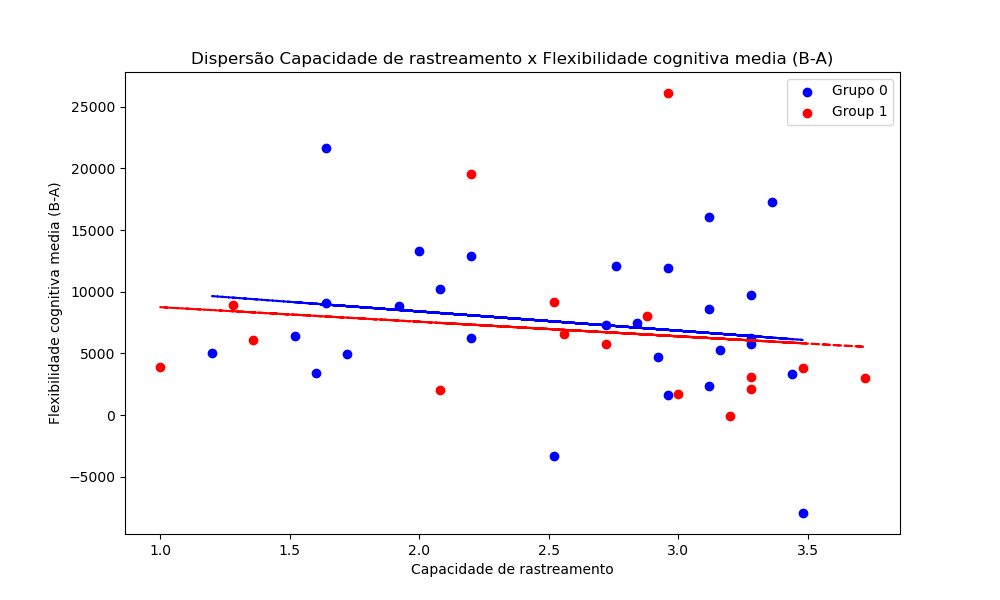 Dispersão Capacidade de rastreamento x Flexibilidade cognitiva media (B-A)
Grupo 0
Group 1
Flexibilidade cognitiva media (B-A)
25000
20000
15000
10000
5000
0
−5000
1.0 1.5 2.0 2.5 3.0 3.5
Capacidade de rastreamento